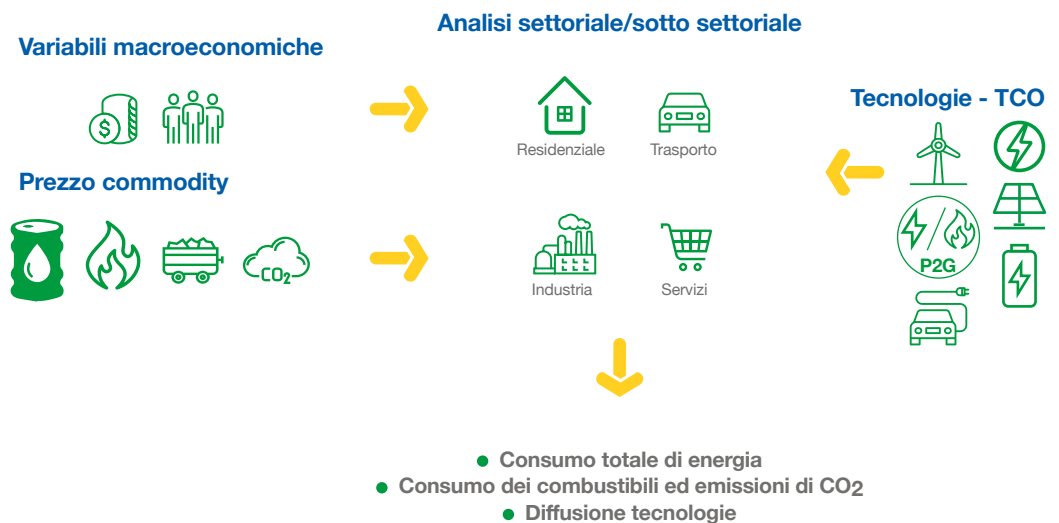 Analisi settoriale/sotto settoriale
Variabili macroeconomiche
$
Residenziale
Trasporto
Tecnologie - TCO
Prezzo commodity
CO2
Industria
Servizi
P2G
Consumo totale di energia
Consumo dei combustibili ed emissioni di CO2
Diffusione tecnologie